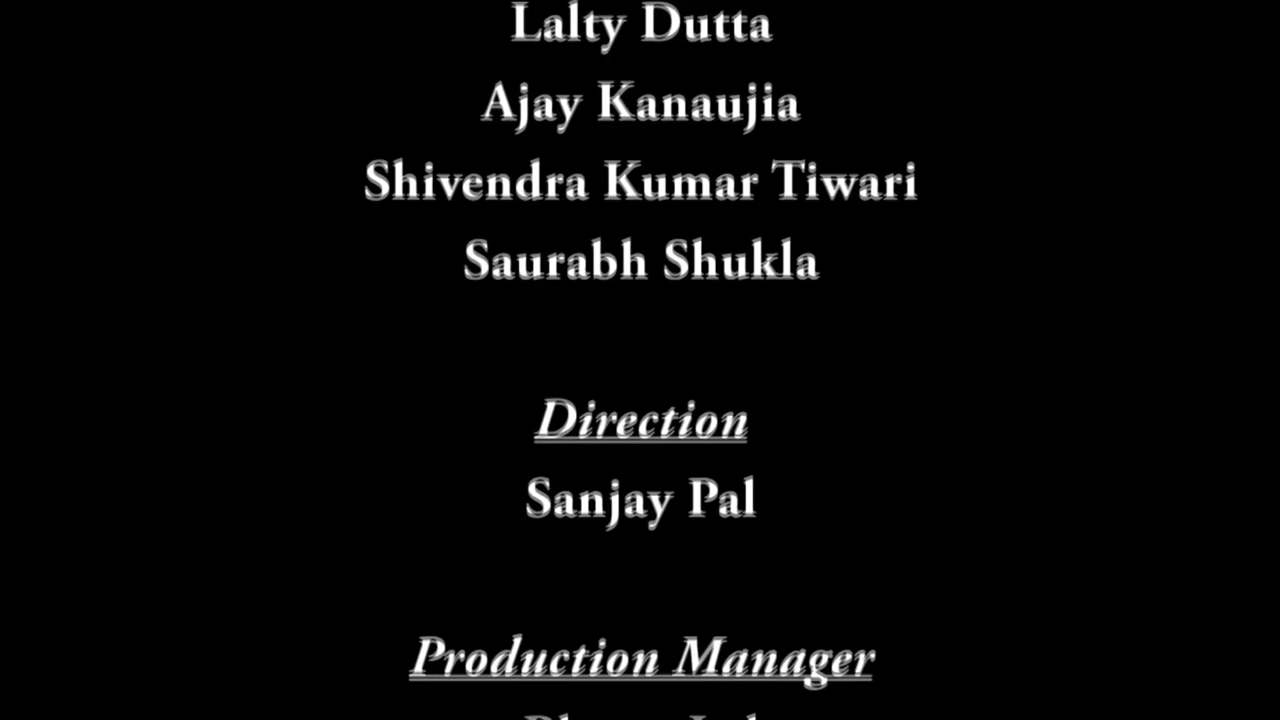 Lalty Dutta
Ajay Kanaujia
Shivendra Kumar Tiwari
Saurabh Shukla
Direction
Sanjay Pal
Production Manager